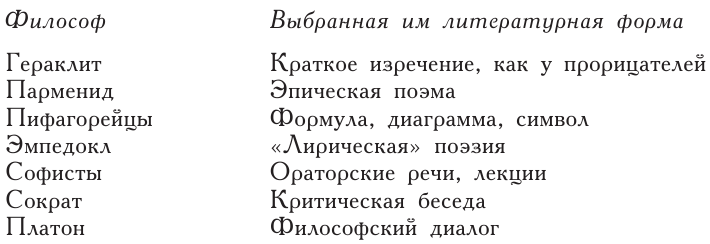 Философ Выбранная им литературная форма
Гераклит Краткое изречение, как у прорицателей
Парменид Эпическая поэма
Пифагорейцы Формула, диаграмма, символ
Эмпедокл «Лирическая» поэзия
Софисты Ораторские речи, лекции
Сократ Критическая беседа
Платон Философский диалог